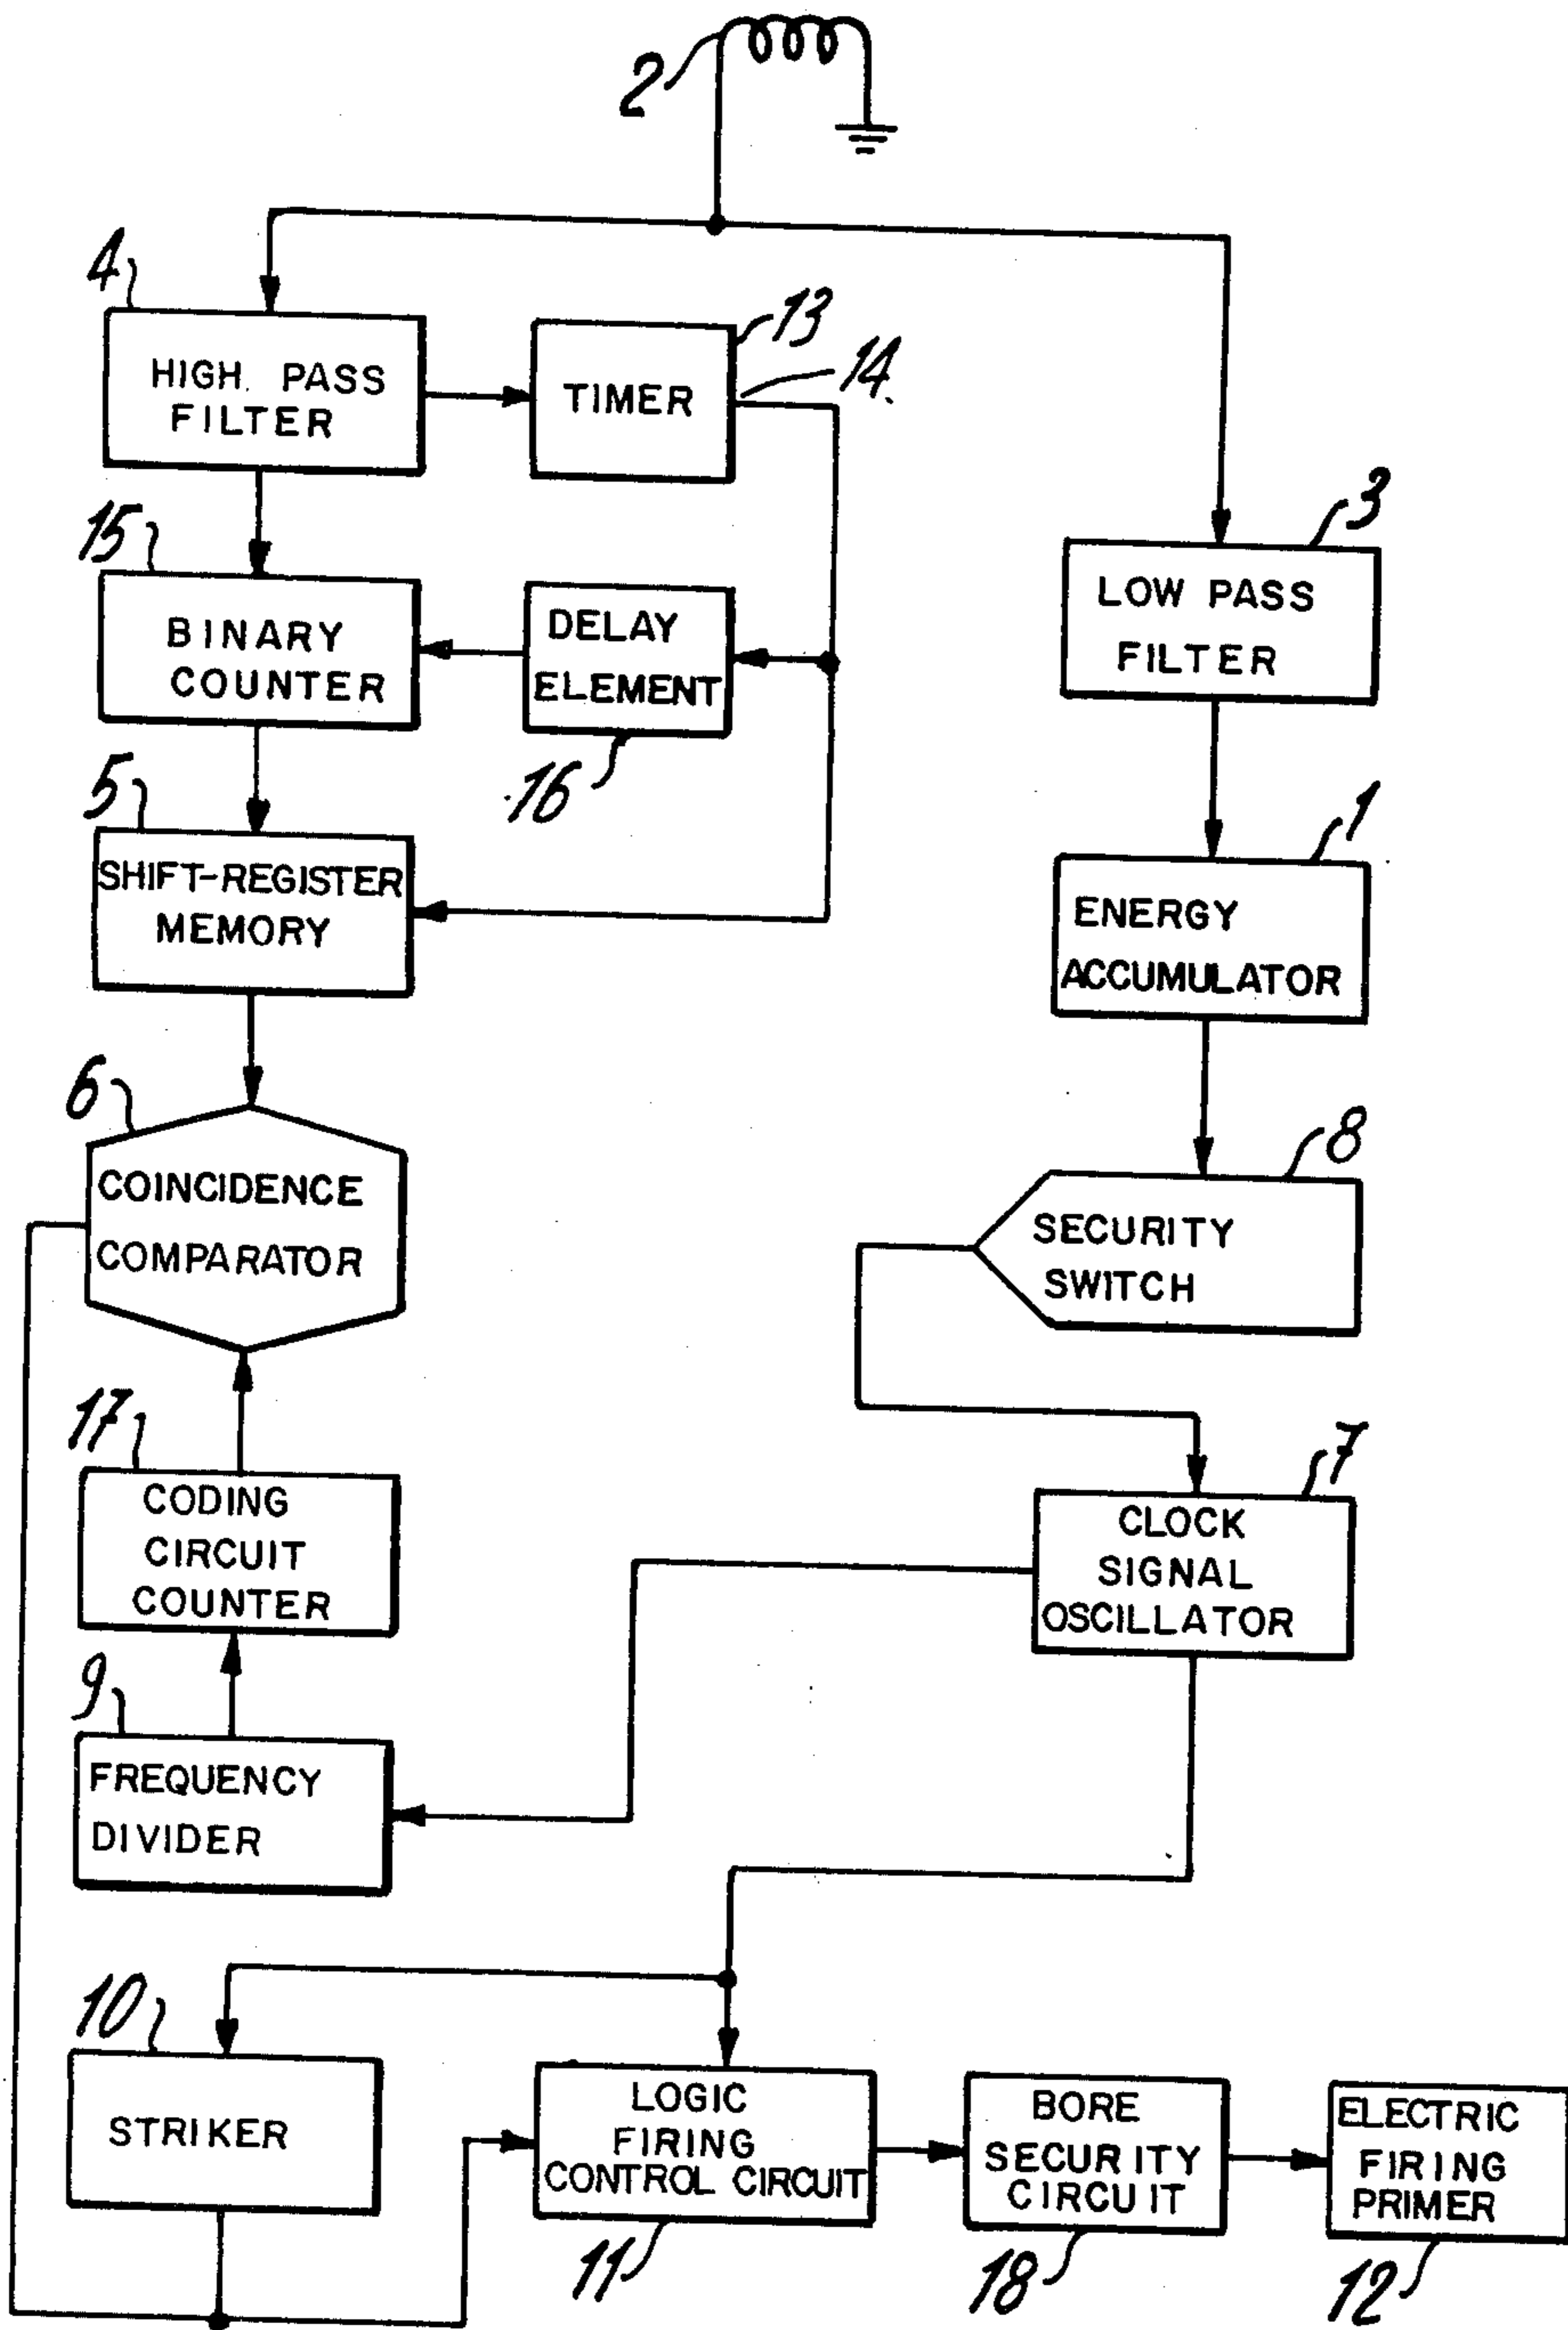 2
4
HIGH PASS
FILTER
13
TIMER
14
3
LOW PASS
FILTER
15
BINARY
COUNTER
DELAY
ELEMENT
16
5
SHIFT-REGISTER
MEMORY
1
ENERGY
ACCUMULATOR
6
COINCIDENCE
COMPARATOR
8
SECURITY
SWITCH
17
CODING
CIRCUIT
COUNTER
7
CLOCK
SIGNAL
OSCILLATOR
9
FREQUENCY
DIVIDER
10
STRIKER
LOGIC
FIRING
CONTROL CIRCUIT
11
BORE
SECURITY
CIRCUIT
18
ELECTRIC
FIRING
PRIMER
12